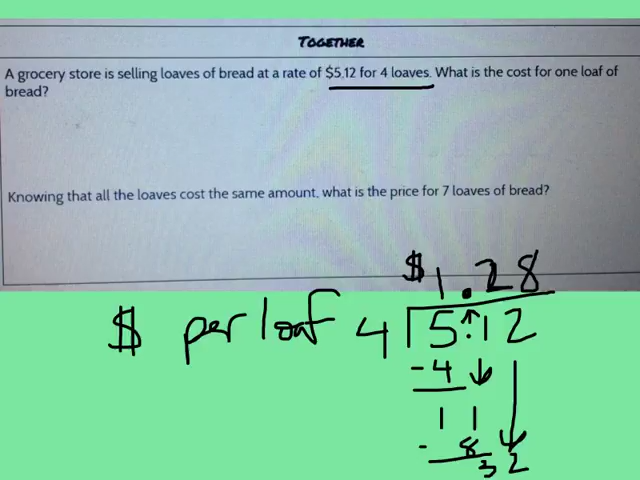 TOGETHER
A grocery store is selling loaves of bread at a rate of $5.12 for 4 loaves. What is the cost for one loaf of
bread?
Knowing that all the loaves cost the same amount, what is the price for 7 loaves of bread?
$1.28
$ per loaf 4 5.12
-4
11
-8
32